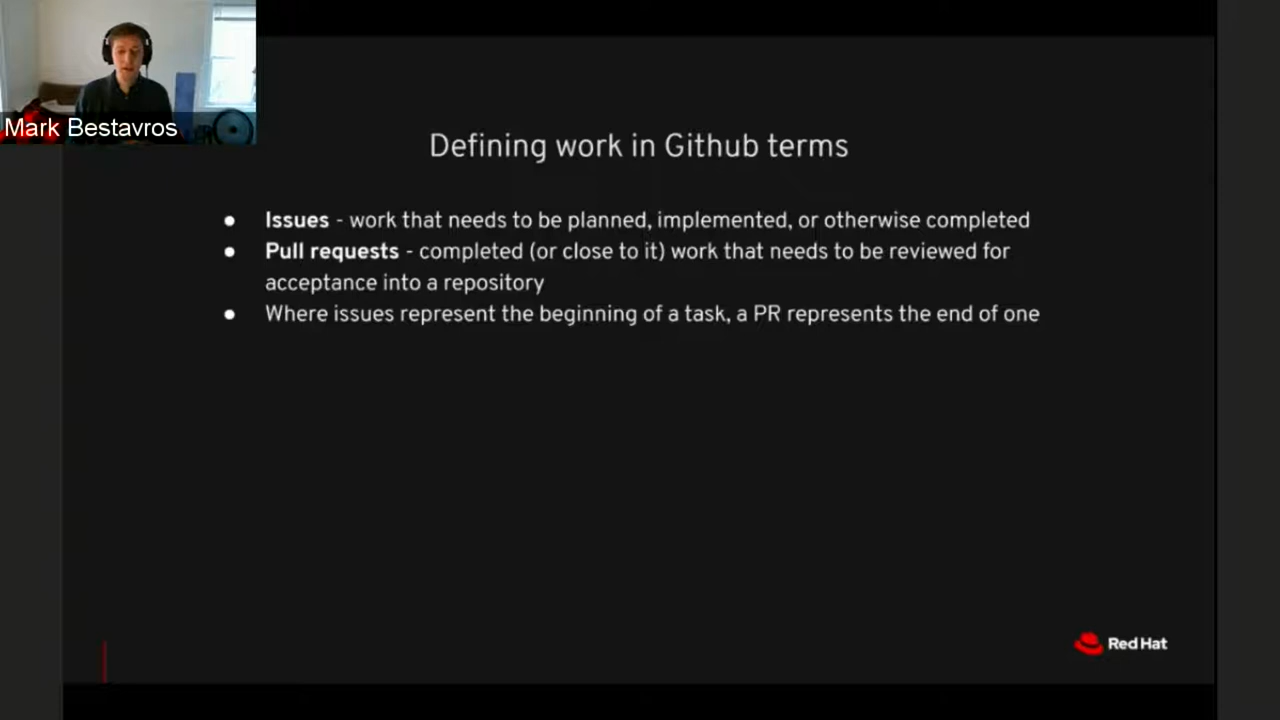 Mark Bestavros
Defining work in Github terms
● Issues - work that needs to be planned, implemented, or otherwise completed
● Pull requests - completed (or close to it) work that needs to be reviewed for
acceptance into a repository
● Where issues represent the beginning of a task, a PR represents the end of one
Red Hat